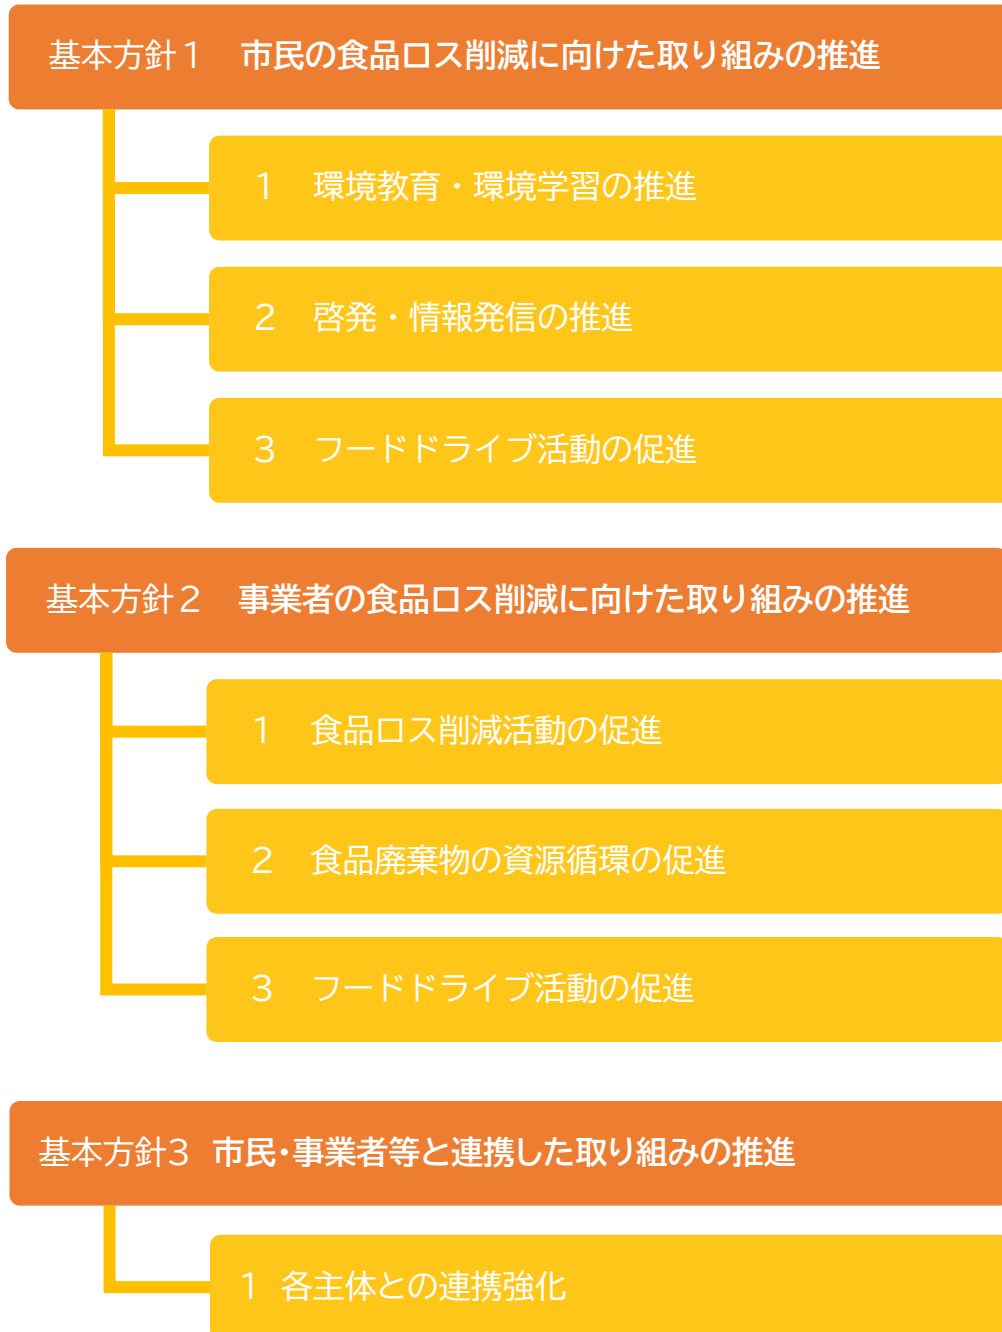 基本方針１　市民の食品ロス削減に向けた取り組みの推進
１　環境教育・環境学習の推進
２　啓発・情報発信の推進
３　フードドライブ活動の促進
基本方針２　事業者の食品ロス削減に向けた取り組みの推進
１　食品ロス削減活動の促進
２　食品廃棄物の資源循環の促進
３　フードドライブ活動の促進
基本方針3　市民・事業者等と連携した取り組みの推進
１ 各主体との連携強化